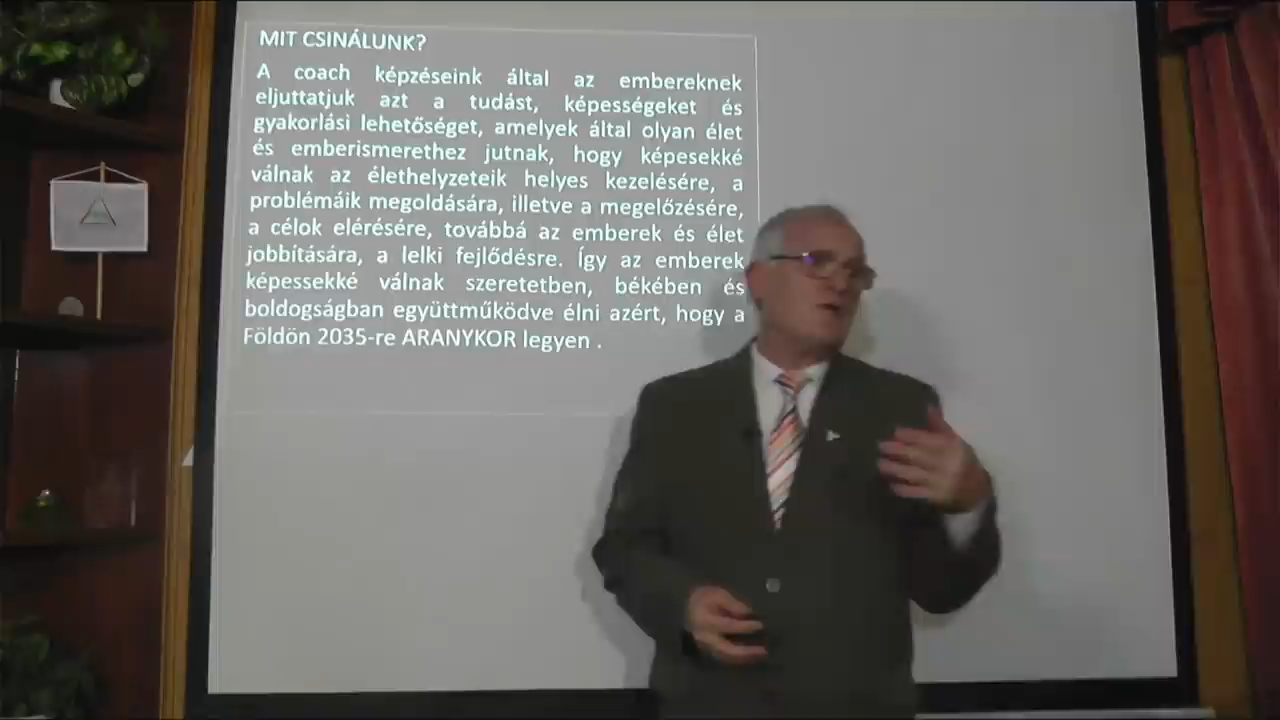 MIT CSINÁLUNK?
A coach képzéseink által az embereknek
eljuttatjuk azt a tudást, képességeket és
gyakorlási lehetőséget, amelyek által olyan élet
és emberismerethez jutnak, hogy képesekké
válnak az élethelyzeteik helyes kezelésére, a
problémáik megoldására, illetve a megelőzésére,
a célok elérésére, továbbá az emberek és élet
jobbítására, a lelki fejlődésre. Így az emberek
képessekké válnak szeretetben, békében és
boldogságban együttműködve élni azért, hogy a
Földön 2035-re ARANYKOR legyen .